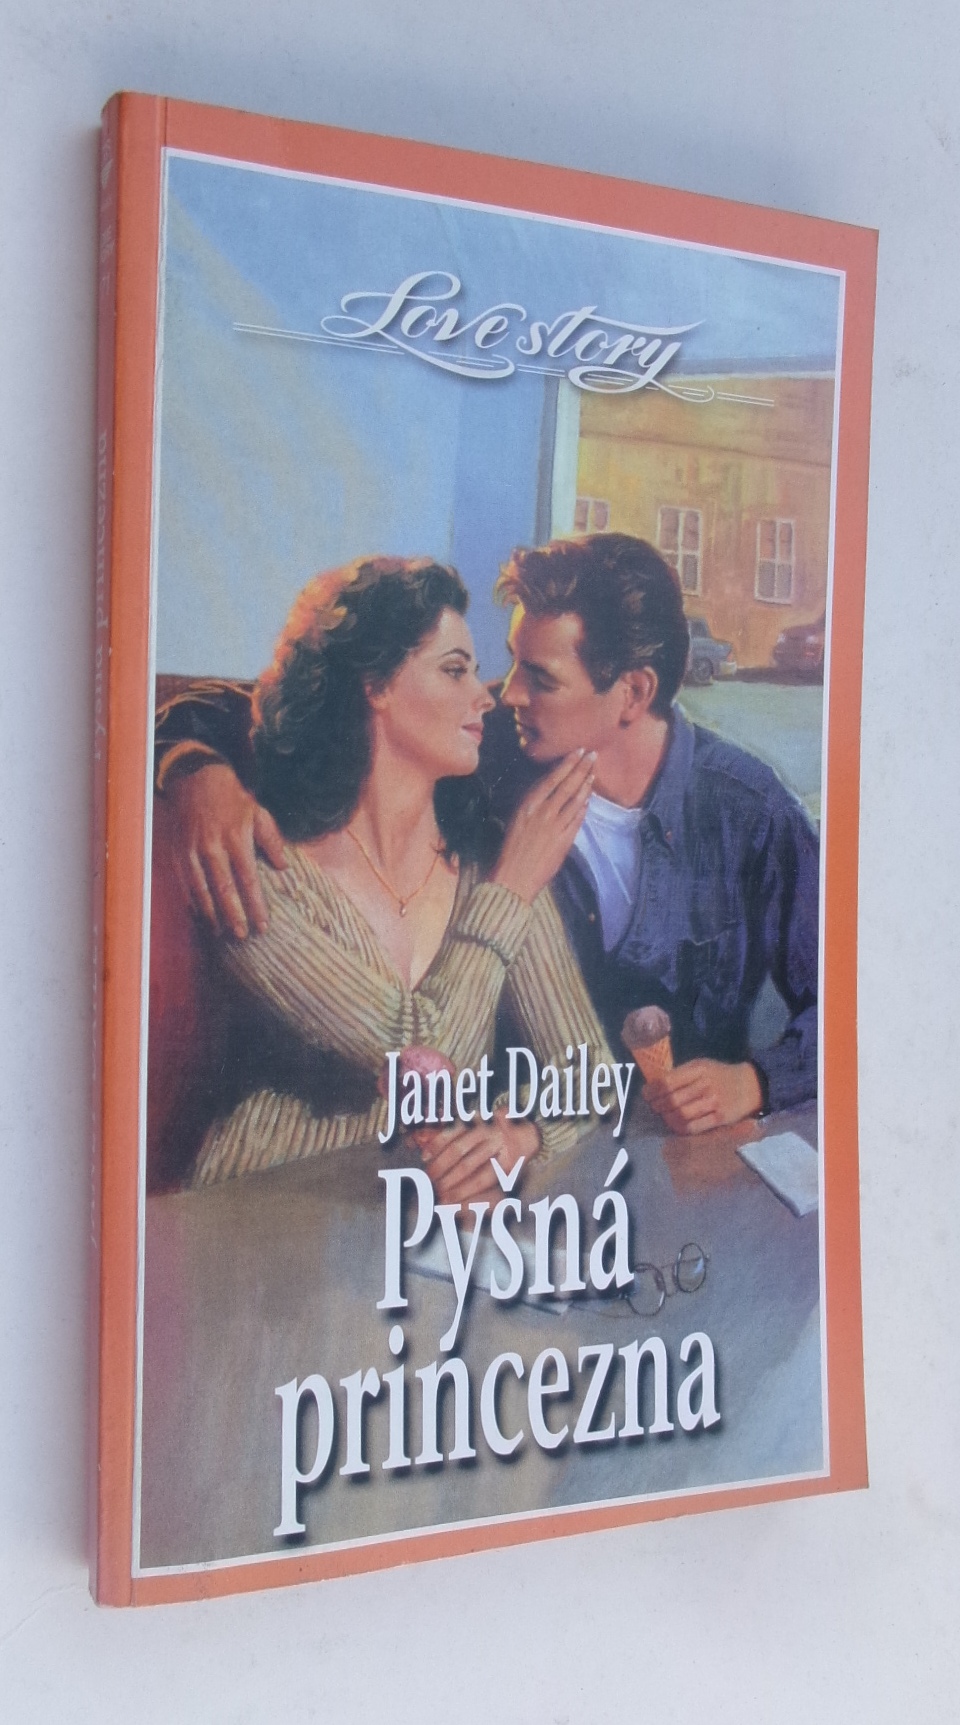 Love story
Janet Dailey
Pyšná
princezna